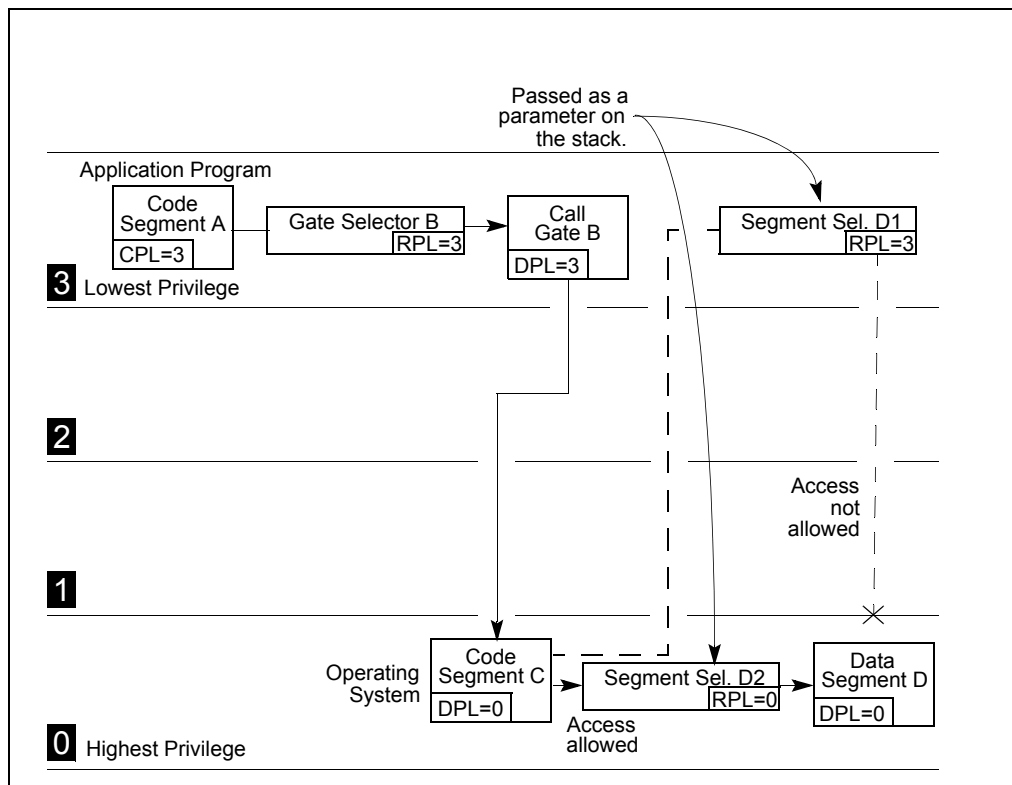 Passed as a
parameter on
the stack.
Application Program
Code
Segment A
CPL=3
Gate Selector B
RPL=3
Call
Gate B
DPL=3
Segment Sel. D1
RPL=3
3
Lowest Privilege
2
Access
not
allowed
1
Operating
System
Code
Segment C
DPL=0
Access
allowed
Segment Sel. D2
RPL=0
Data
Segment D
DPL=0
0
Highest Privilege